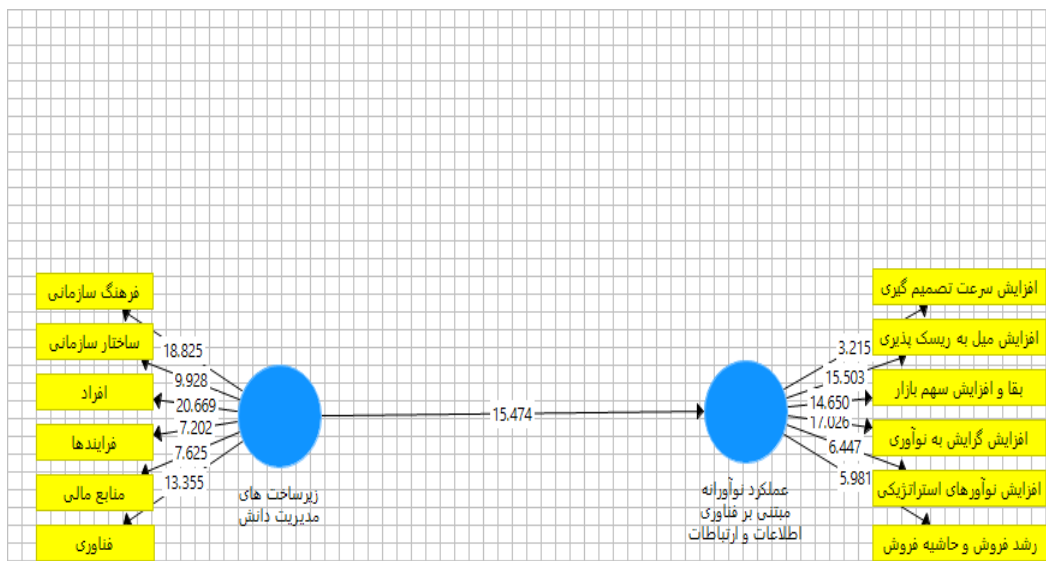 فرهنگ سازمانی
ساختار سازمانی
افراد
فرایندها
منابع مالی
فناوری
18.825
9.928
20.669
7.202
7.625
13.355
زیرساخت های
مدیریت دانش
15.474
عملکرد نوآورانه
مبتنی بر فناوری
اطلاعات و ارتباطات
3.215
15.503
14.650
17.026
6.447
5.981
افزایش سرعت تصمیم گیری
افزایش میل به ریسک پذیری
بقا و افزایش سهم بازار
افزایش گرایش به نوآوری
افزایش نوآورهای استراتژیکی
رشد فروش و حاشیه فروش